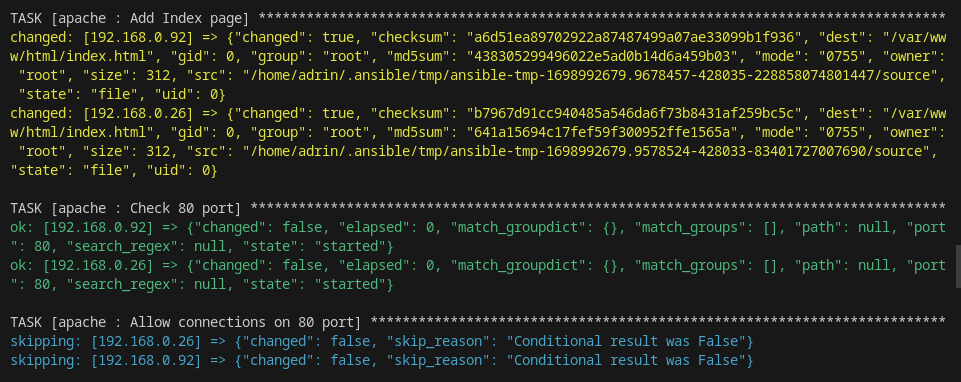 TASK [apache : Add Index page] **************************************************************************************
changed: [192.168.0.92] => {"changed": true, "checksum": "a6d51ea89702922a87487499a07ae33099b1f936", "dest": "/var/ww
w/html/index.html", "gid": 0, "group": "root", "md5sum": "438305299496022e5ad0b14d6a459b03", "mode": "0755", "owner":
 "root", "size": 312, "src": "/home/adrin/.ansible/tmp/ansible-tmp-1698992679.9678457-428035-228858074801447/source",
 "state": "file", "uid": 0}
changed: [192.168.0.26] => {"changed": true, "checksum": "b7967d91cc940485a546da6f73b8431af259bc5c", "dest": "/var/ww
w/html/index.html", "gid": 0, "group": "root", "md5sum": "641a15694c17fef59f300952ffe1565a", "mode": "0755", "owner":
 "root", "size": 312, "src": "/home/adrin/.ansible/tmp/ansible-tmp-1698992679.9578524-428033-83401727007690/source",
"state": "file", "uid": 0}
TASK [apache : Check 80 port] ***************************************************************************************
ok: [192.168.0.92] => {"changed": false, "elapsed": 0, "match_groupdict": {}, "match_groups": [], "path": null, "port
": 80, "search_regex": null, "state": "started"}
ok: [192.168.0.26] => {"changed": false, "elapsed": 0, "match_groupdict": {}, "match_groups": [], "path": null, "port
": 80, "search_regex": null, "state": "started"}
TASK [apache : Allow connections on 80 port] ************************************************************************
skipping: [192.168.0.26] => {"changed": false, "skip_reason": "Conditional result was False"}
skipping: [192.168.0.92] => {"changed": false, "skip_reason": "Conditional result was False"}